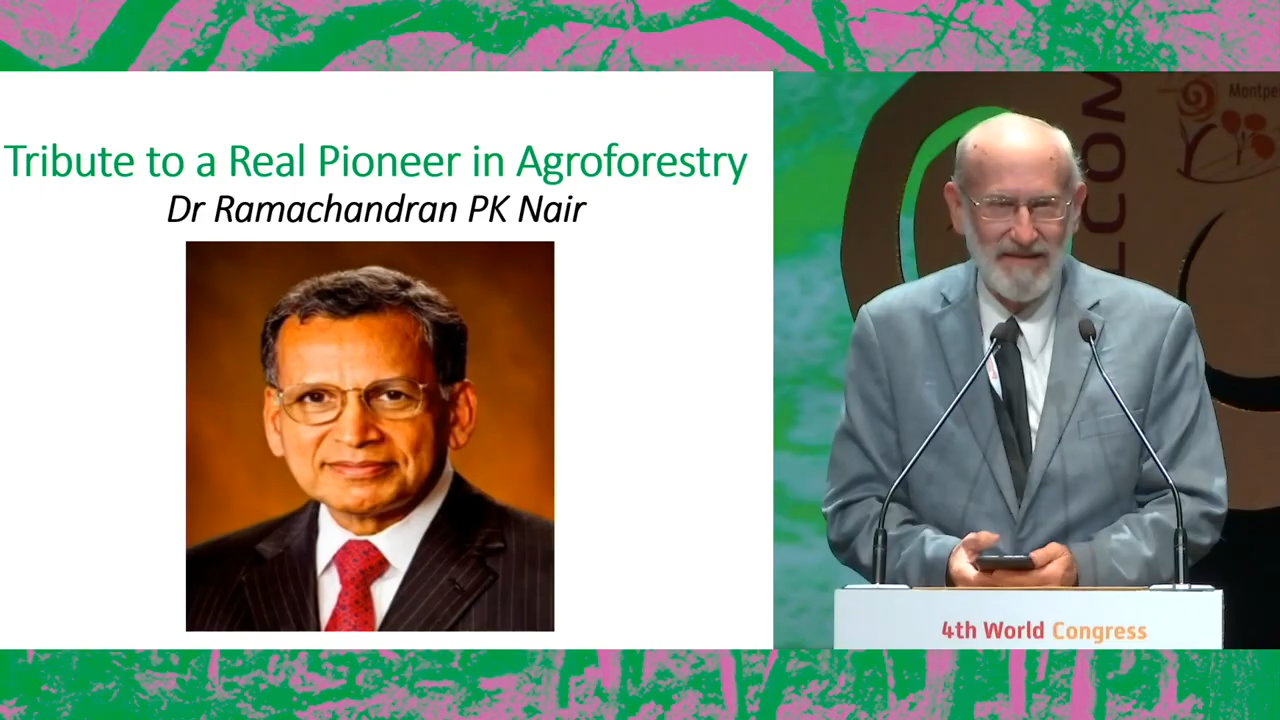 Tribute to a Real Pioneer in Agroforestry
Dr Ramachandran PK Nair
4th World Congress